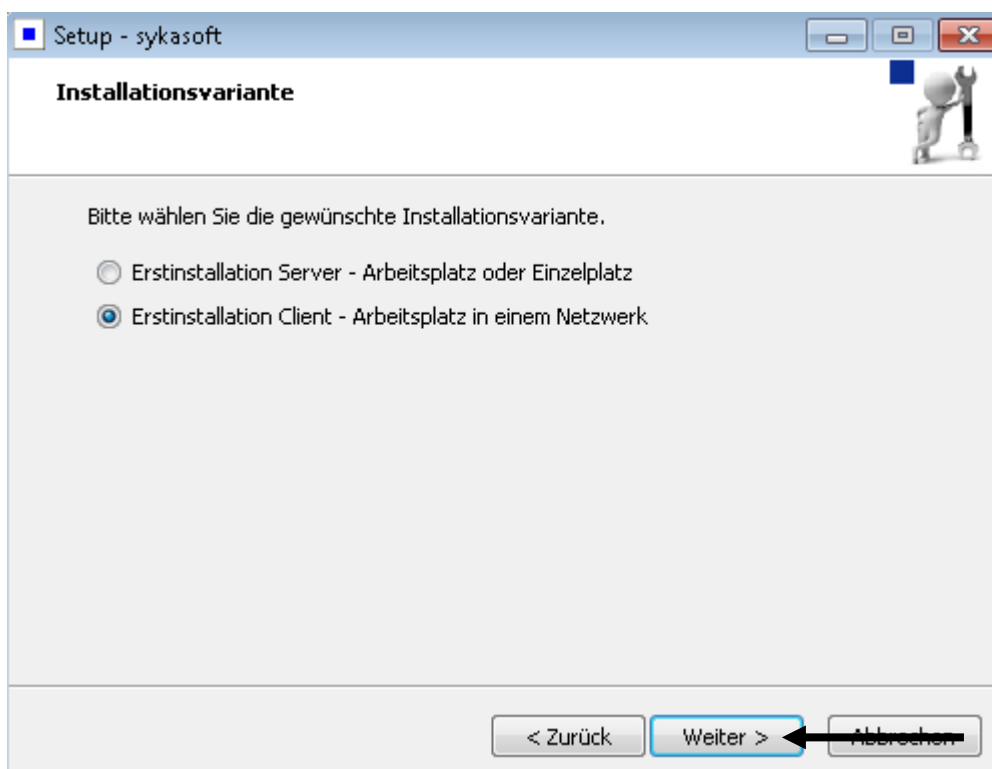 Setup - sykasoft
Installationsvariante
Bitte wählen Sie die gewünschte Installationsvariante.
Erstinstallation Server - Arbeitsplatz oder Einzelplatz
Erstinstallation Client - Arbeitsplatz in einem Netzwerk
< Zurück
Weiter >
Abbrechen